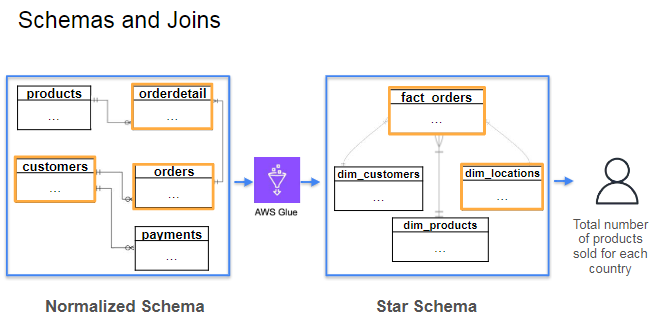 Schemas and Joins
products
...
orderdetail
...
customers
...
orders
...
payments
...
Normalized Schema
AWS Glue
fact_orders
...
dim_customers
...
dim_locations
...
dim_products
...
Star Schema
Total number
of products
sold for each
country